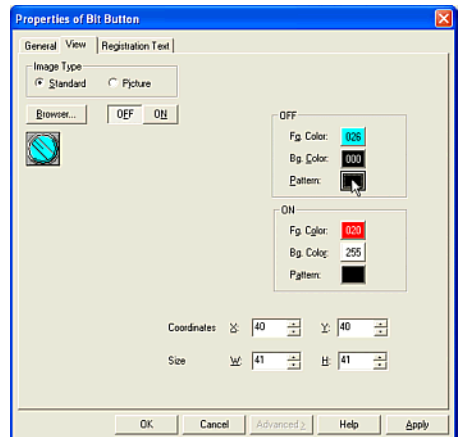 Properties of Bit Button
General View Registration Text
Image Type
Standard Picture
Browser... OFF ON
OFF
Fg. Color: 026
Bg. Color: 000
Pattern:
ON
Fg. Color: 020
Bg. Color: 255
Pattern:
Coordinates X: 40 Y: 40
Size W: 41 H: 41
OK Cancel Advanced > Help Apply